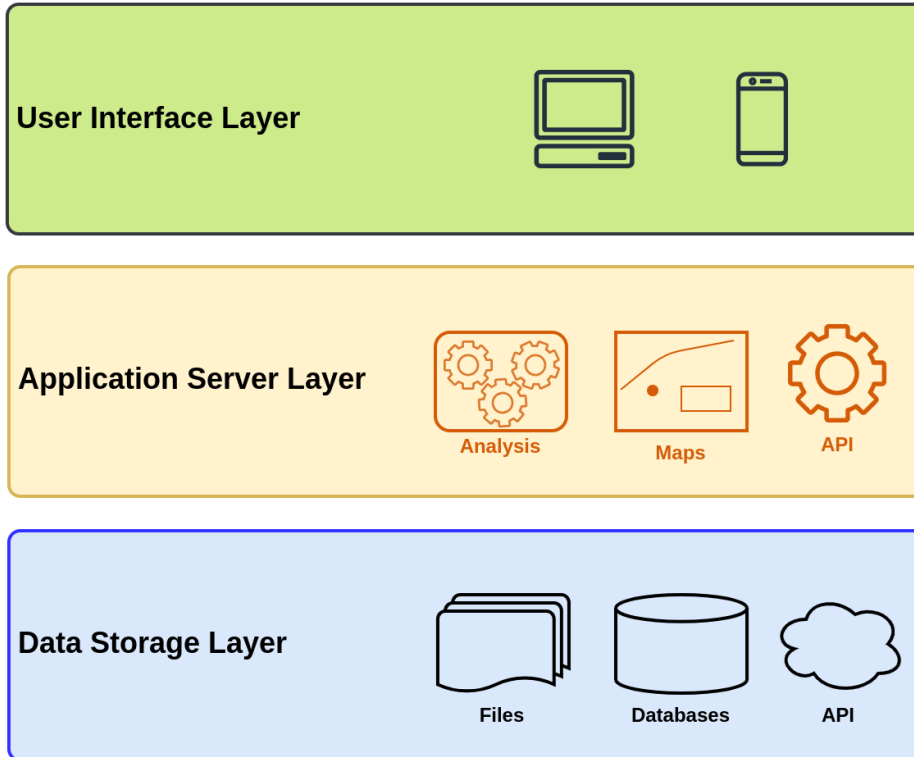 User Interface Layer
Application Server Layer
Analysis
Maps
API
Data Storage Layer
Files
Databases
API